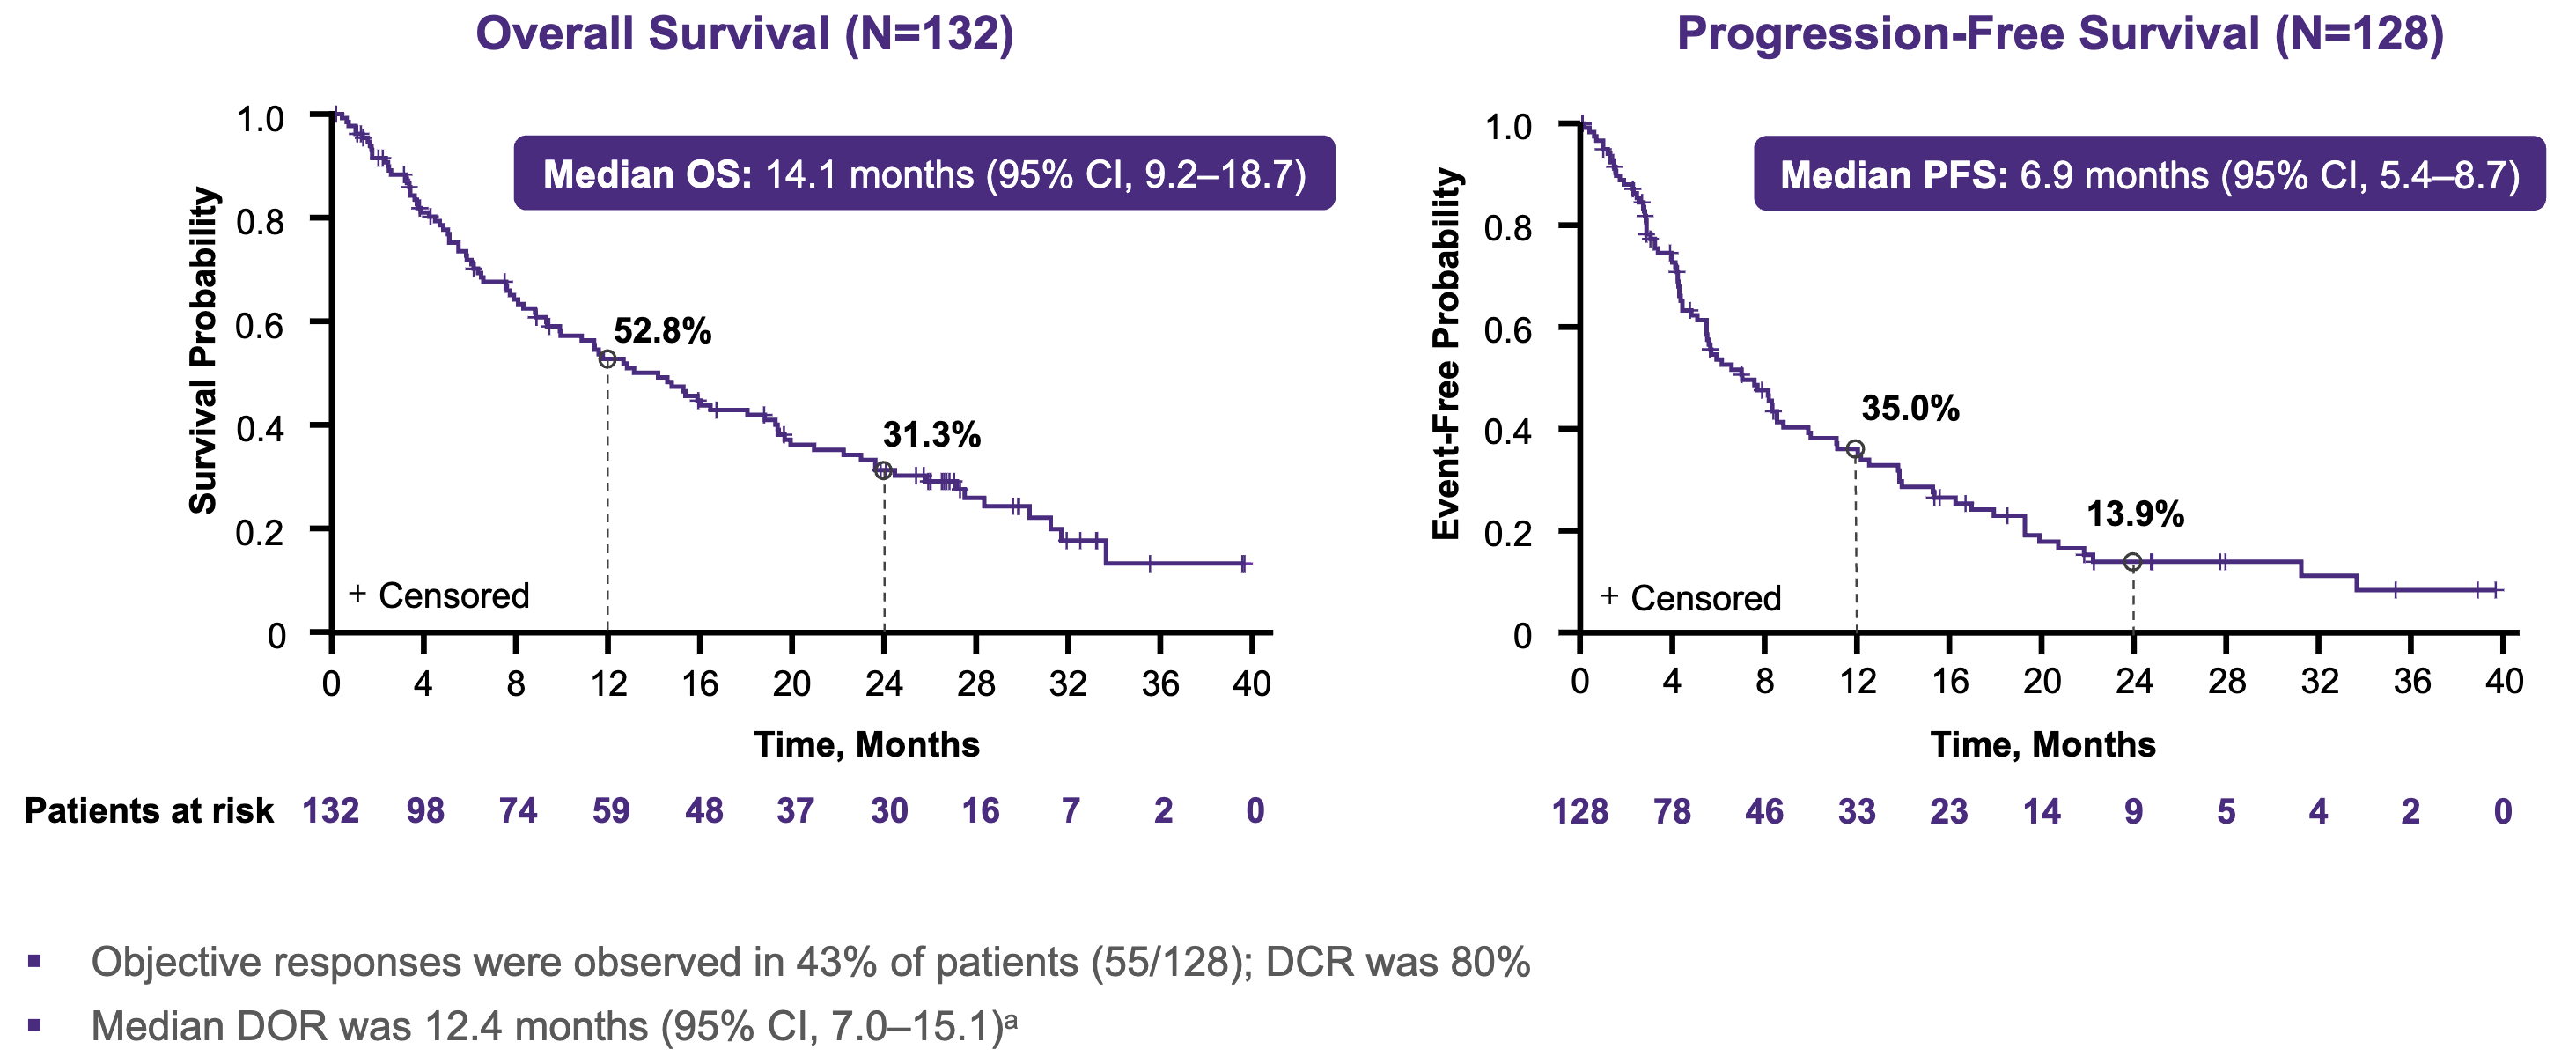 Overall Survival (N=132)
Median OS: 14.1 months (95% CI, 9.2–18.7)
Survival Probability
1.0
0.8
0.6
0.4
0.2
0
52.8%
31.3%
+ Censored
0 4 8 12 16 20 24 28 32 36 40
Time, Months
Patients at risk 132 98 74 59 48 37 30 16 7 2 0
Progression-Free Survival (N=128)
Median PFS: 6.9 months (95% CI, 5.4–8.7)
Event-Free Probability
1.0
0.8
0.6
0.4
0.2
0
35.0%
13.9%
+ Censored
0 4 8 12 16 20 24 28 32 36 40
Time, Months
128 78 46 33 23 14 9 5 4 2 0
▪ Objective responses were observed in 43% of patients (55/128); DCR was 80%
▪ Median DOR was 12.4 months (95% CI, 7.0–15.1)ᵃ